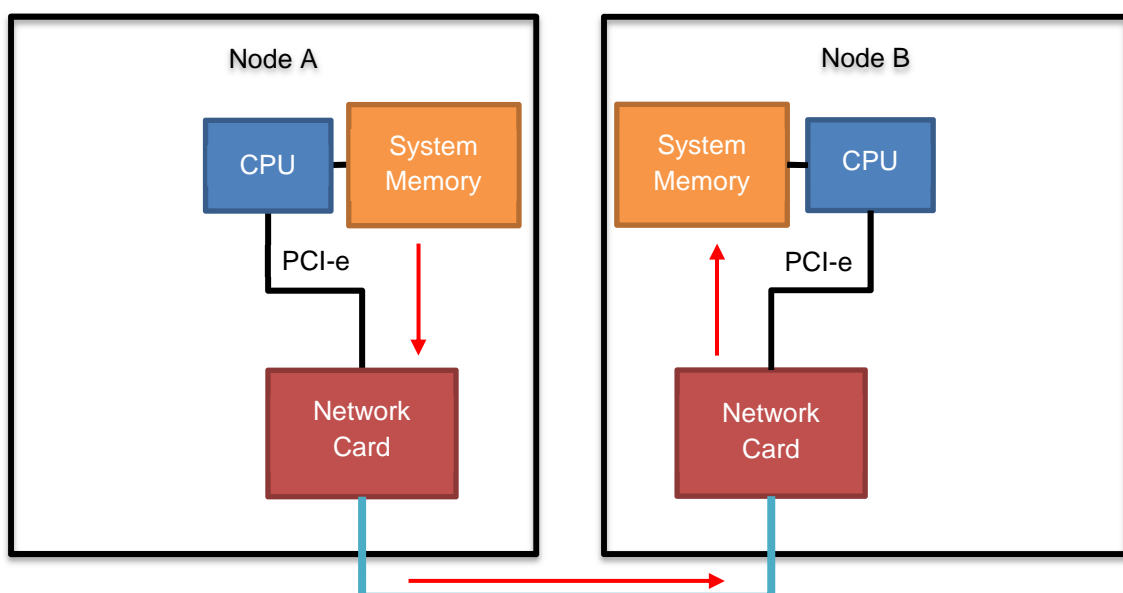 Node A
CPU
System
Memory
PCI-e
Network
Card
Node B
System
Memory
CPU
PCI-e
Network
Card